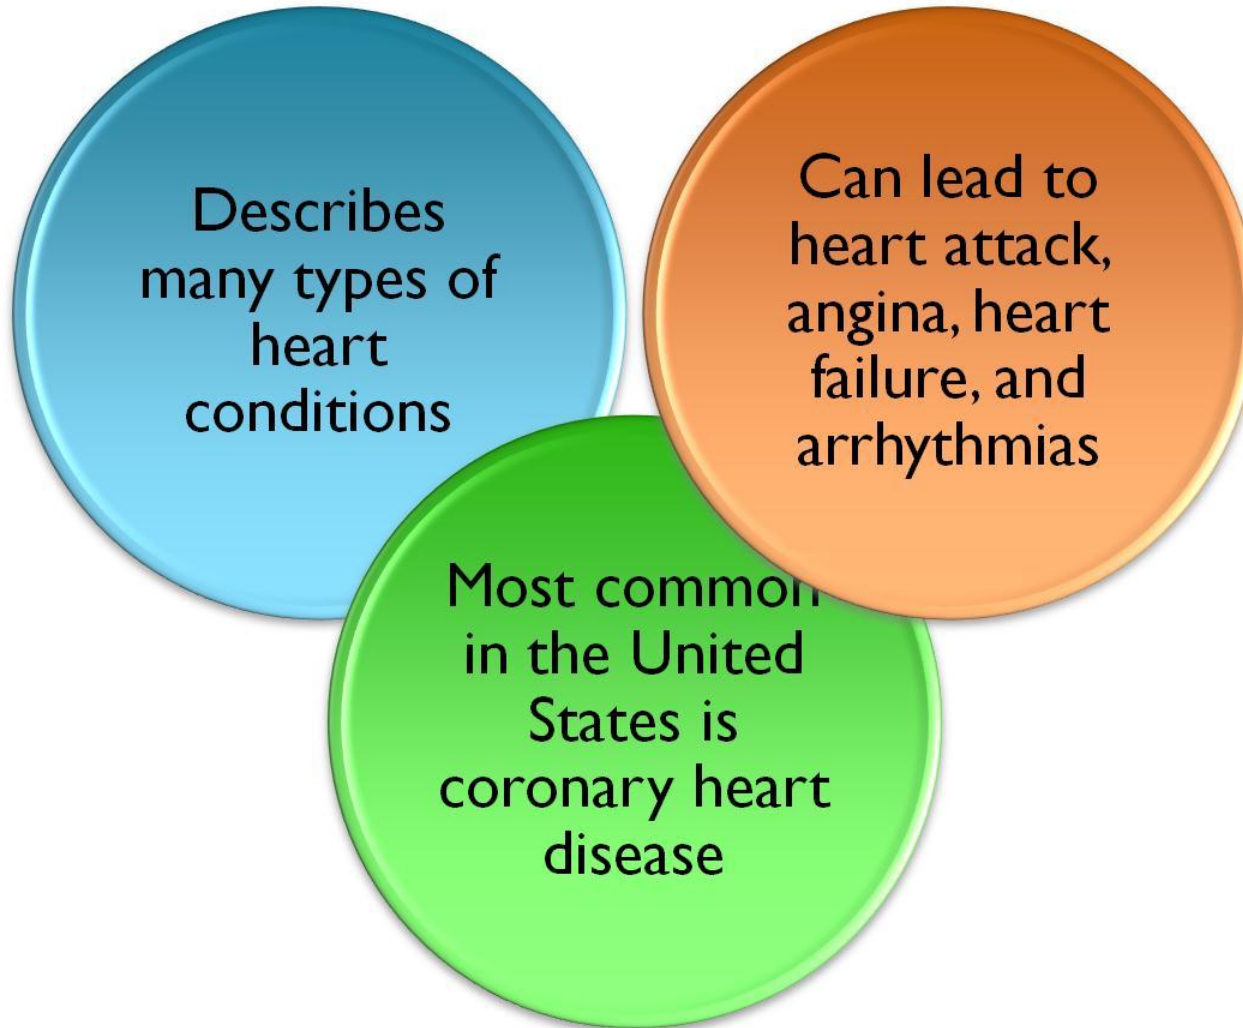 Describes
many types of
heart
conditions
Can lead to
heart attack,
angina, heart
failure, and
arrhythmias
Most common
in the United
States is
coronary heart
disease